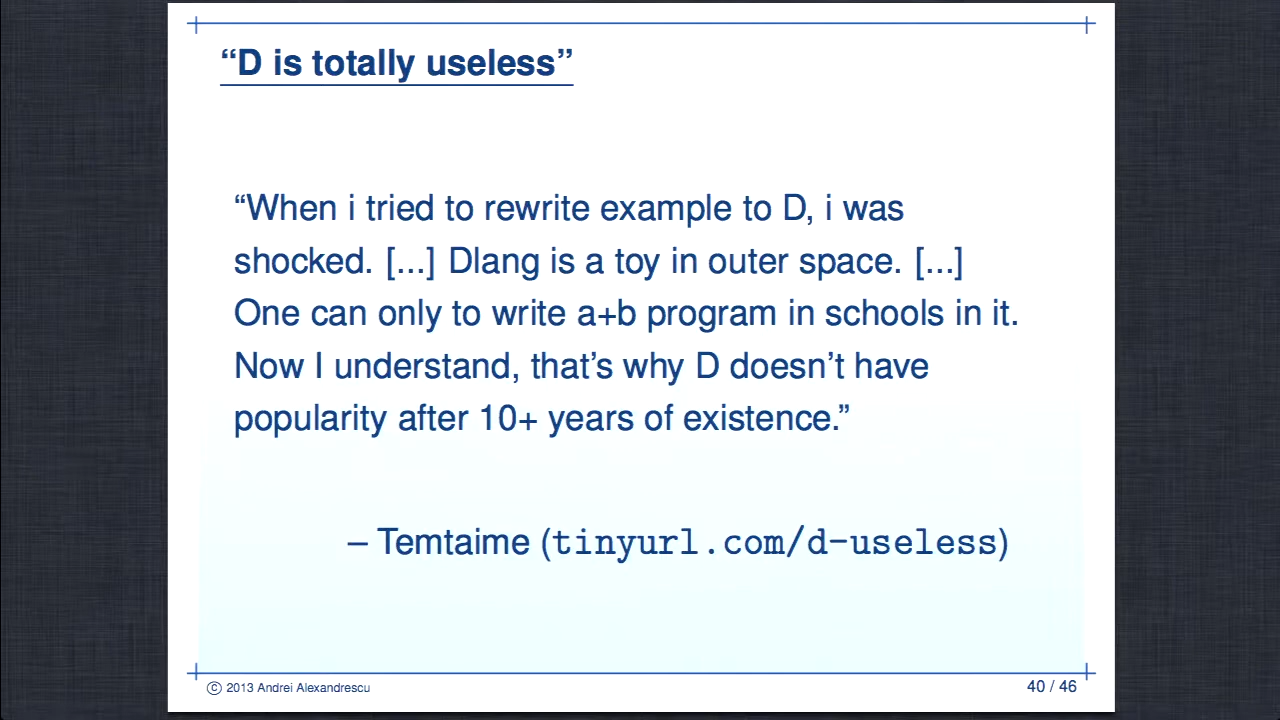 “D is totally useless”
“When i tried to rewrite example to D, i was
shocked. [...] Dlang is a toy in outer space. [...]
One can only to write a+b program in schools in it.
Now I understand, that’s why D doesn’t have
popularity after 10+ years of existence.”
– Temtaime (tinyurl.com/d-useless)
© 2013 Andrei Alexandrescu
40 / 46